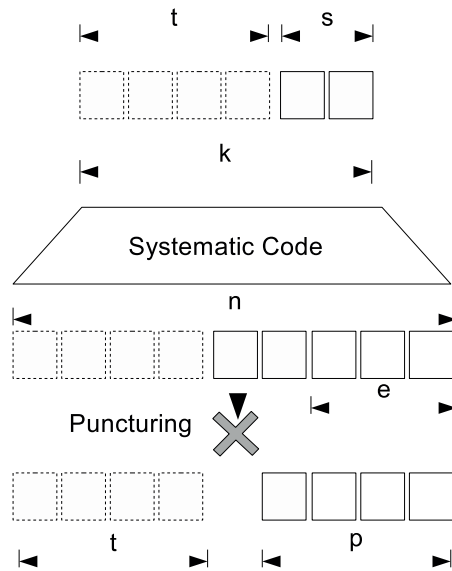 t s
k
Systematic Code
n
e
Puncturing
t p